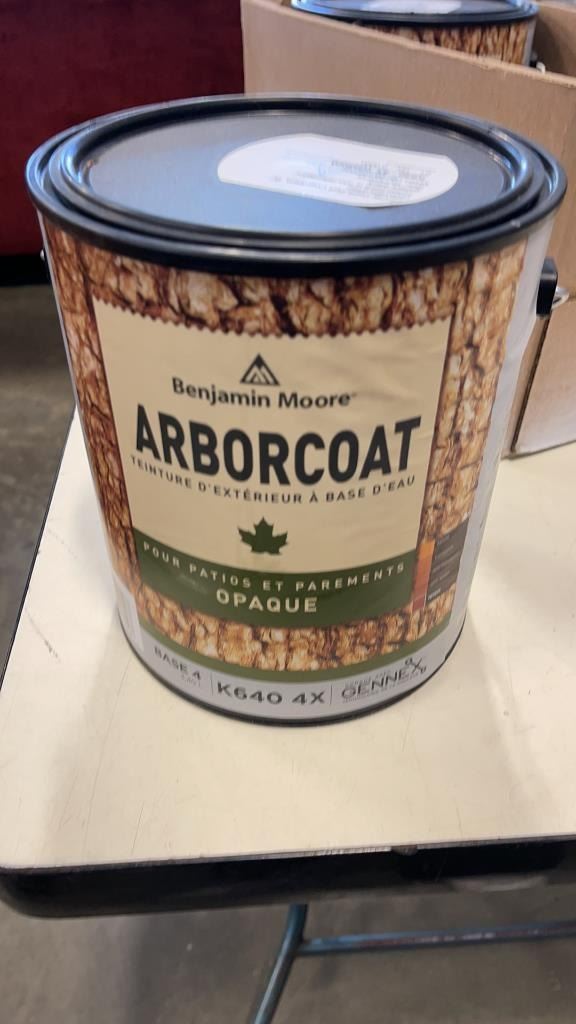 Benjamin Moore
ARBORCOAT
TEINTURE D'EXTÉRIEUR À BASE D'EAU
POUR PATIOS ET PAREMENTS
OPAQUE
BASE 4
K640 4X
GENNEX